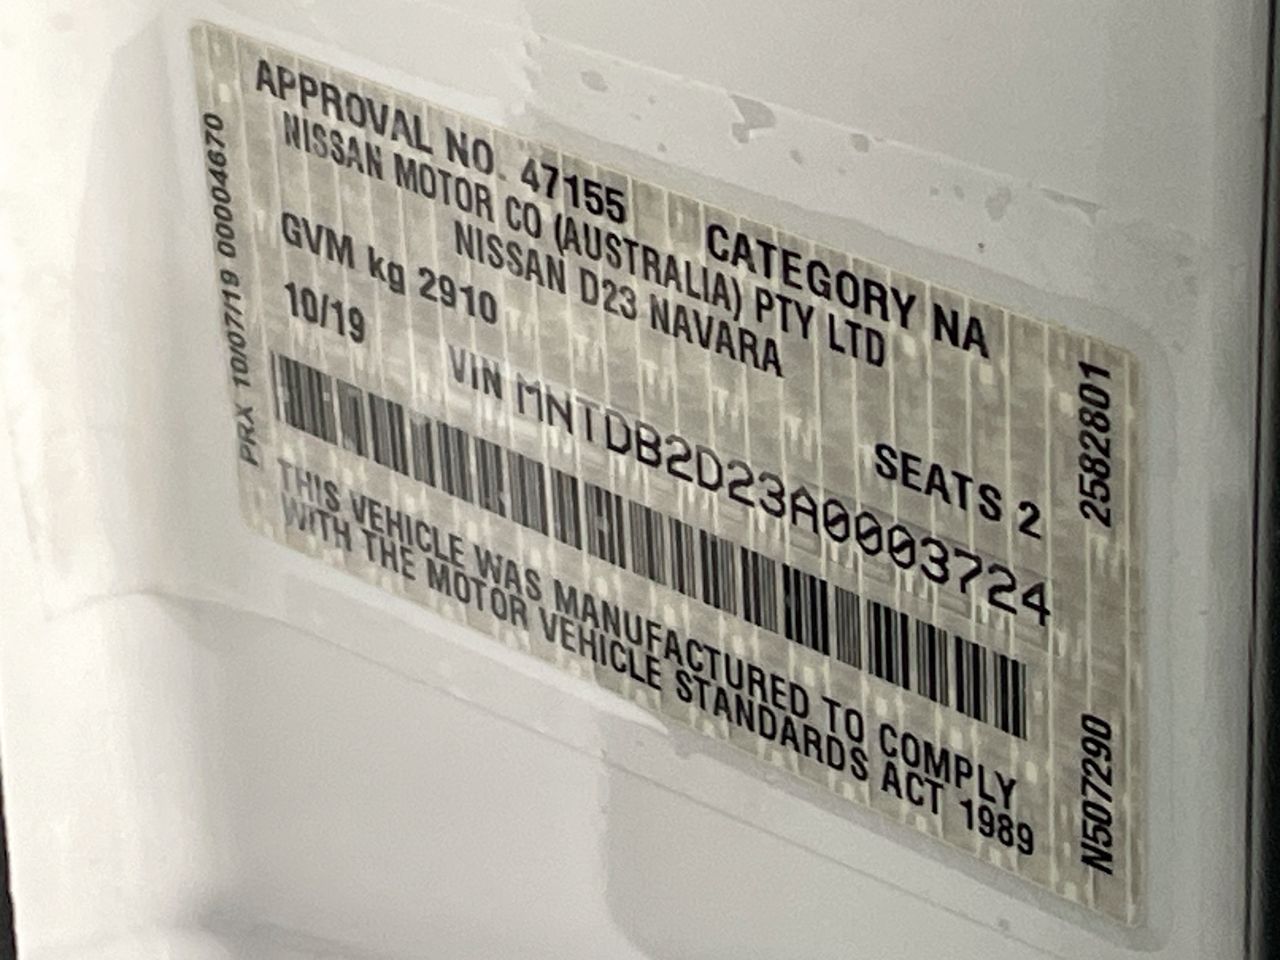 APPROVAL NO. 47155 CATEGORY NA
NISSAN MOTOR CO (AUSTRALIA) PTY LTD
NISSAN D23 NAVARA
GVM kg 2910 SEATS 2
10/19
VIN MNTDB2D23A0003724
THIS VEHICLE WAS MANUFACTURED TO COMPLY
WITH THE MOTOR VEHICLE STANDARDS ACT 1989
PRX 10/07/19 000004670
2582801
N507290